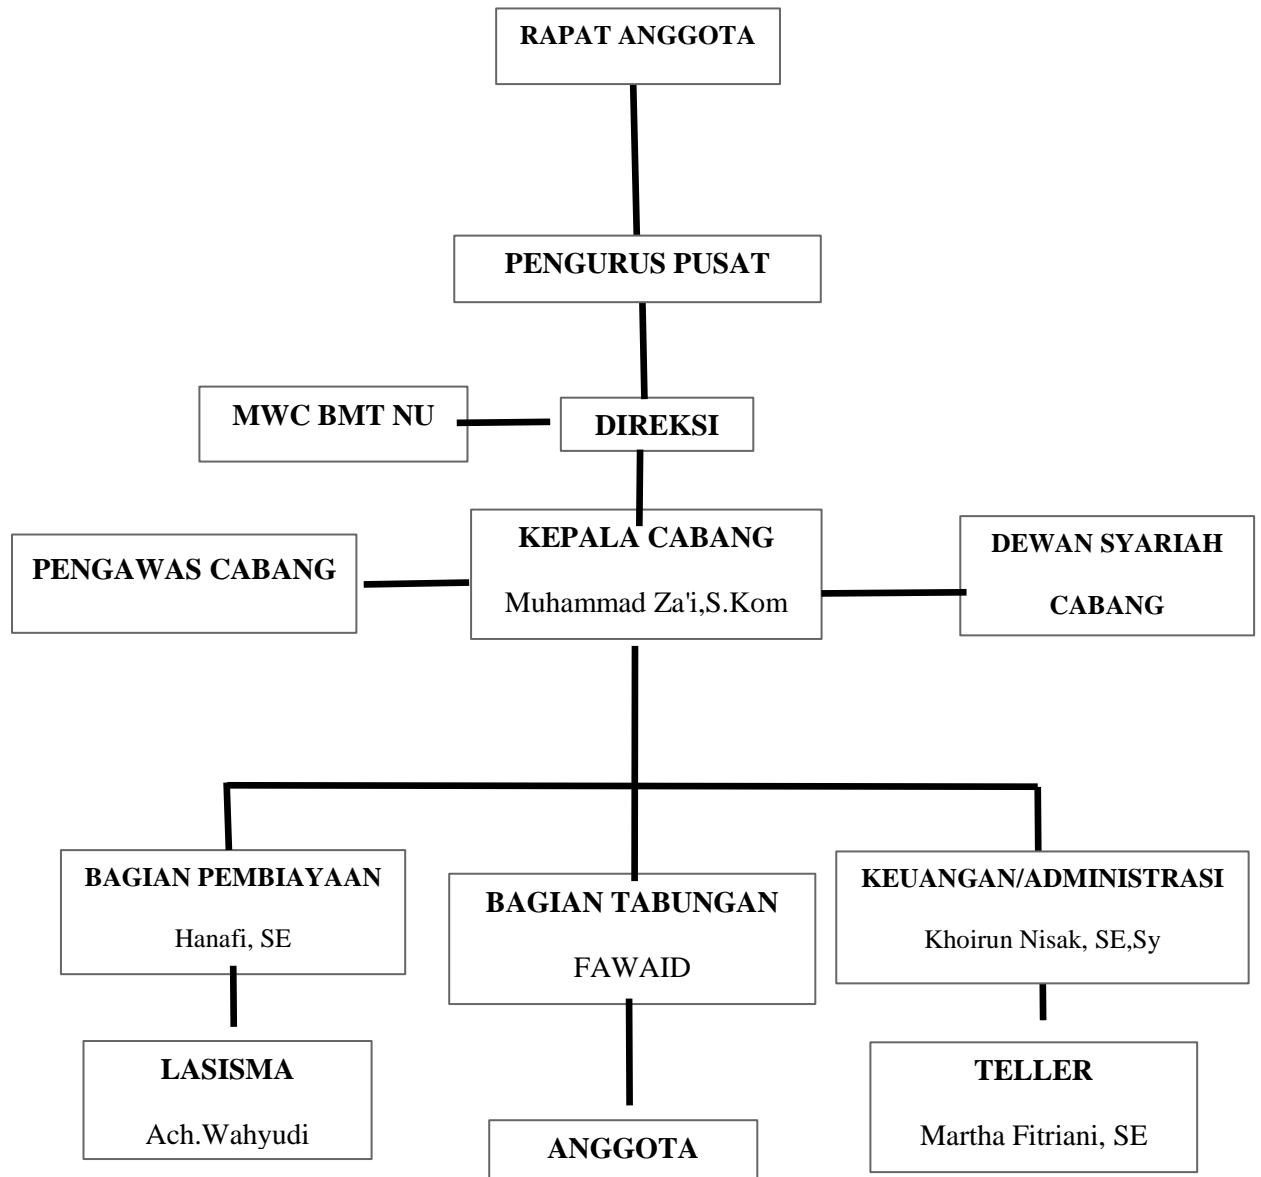 RAPAT ANGGOTA
PENGURUS PUSAT
MWC BMT NU
DIREKSI
PENGAWAS CABANG
KEPALA CABANG
Muhammad Za'i,S.Kom
DEWAN SYARIAH
CABANG
BAGIAN PEMBIAYAAN
Hanafi, SE
BAGIAN TABUNGAN
FAWAID
KEUANGAN/ADMINISTRASI
Khoirun Nisak, SE,Sy
LASISMA
Ach.Wahyudi
ANGGOTA
TELLER
Martha Fitriani, SE